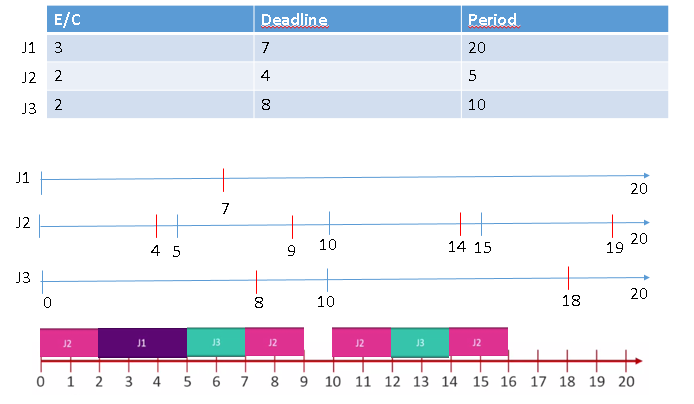 E/C Deadline Period
J1 3 7 20
J2 2 4 5
J3 2 8 10
J1 7 20
J2 4 5 9 10 14 15 19 20
J3 0 8 10 18 20
J2 J1 J3 J2 J2 J3 J2
0 1 2 3 4 5 6 7 8 9 10 11 12 13 14 15 16 17 18 19 20